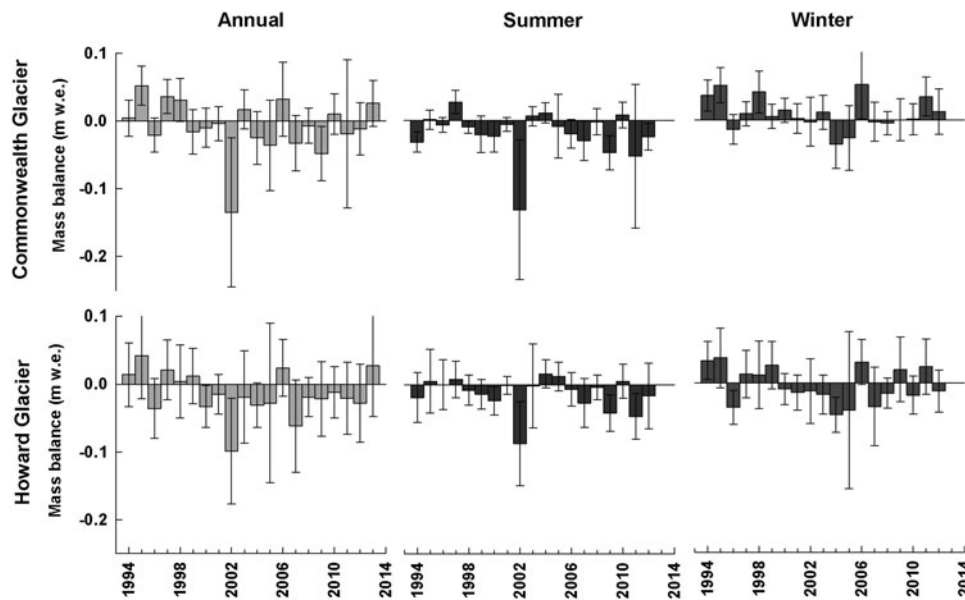 Annual Summer Winter
Commonwealth Glacier
Mass balance (m w.e.)
0.1
0.0
-0.1
-0.2
Howard Glacier
Mass balance (m w.e.)
0.1
0.0
-0.1
-0.2
1994 1998 2002 2006 2010 2014 1994 1998 2002 2006 2010 2014 1994 1998 2002 2006 2010 2014